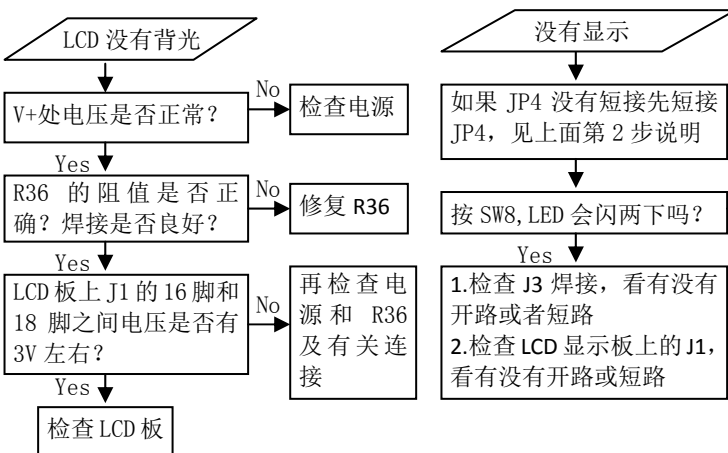 LCD 没有背光
V+处电压是否正常?
No
检查电源
Yes
R36 的阻值是否正
确? 焊接是否良好?
No
修复 R36
Yes
LCD 板上 J1 的 16 脚和
18 脚之间电压是否有
3V 左右?
No
再检查电
源和 R36
及有关连
接
Yes
检查 LCD 板
没有显示
如果 JP4 没有短接先短接
JP4，见上面第 2 步说明
按 SW8, LED 会闪两下吗?
Yes
1.检查 J3 焊接，看有没有
开路或者短路
2.检查 LCD 显示板上的 J1，
看有没有开路或短路